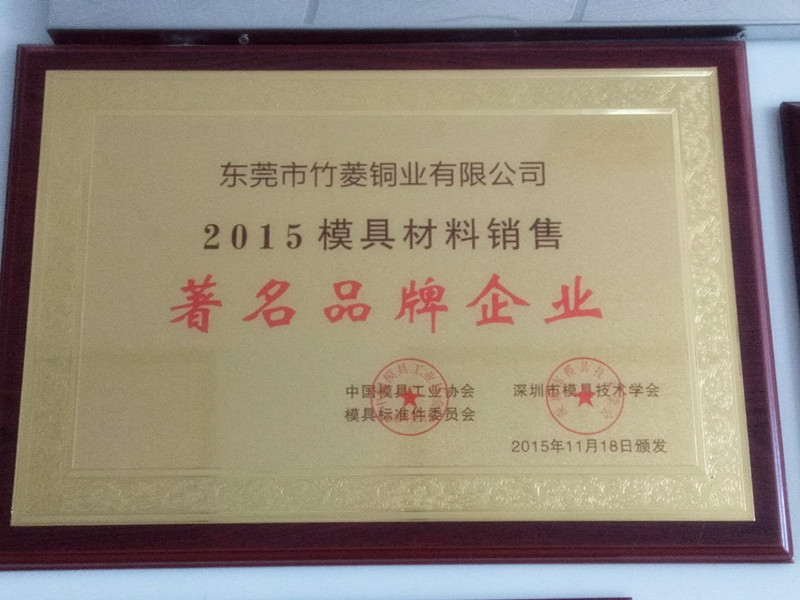 东莞市竹菱铜业有限公司
2015模具材料销售
著名品牌企业
中国模具工业协会
模具标准件委员会
深圳市模具技术学会
2015年11月18日颁发